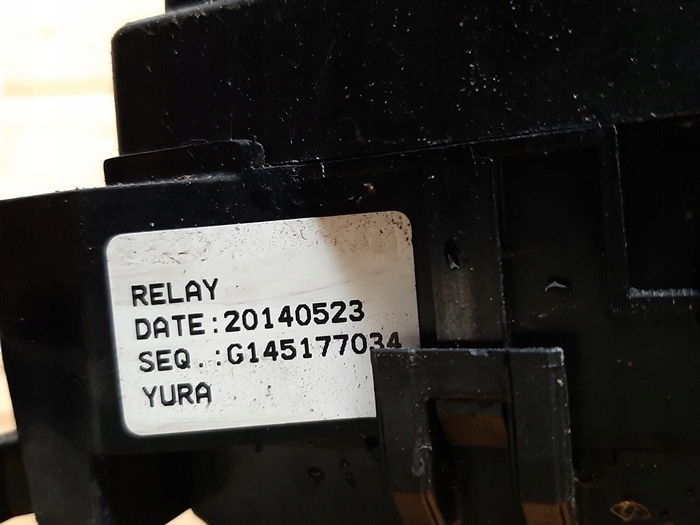 RELAY
DATE:20140523
SEQ.:G145177034
YURA